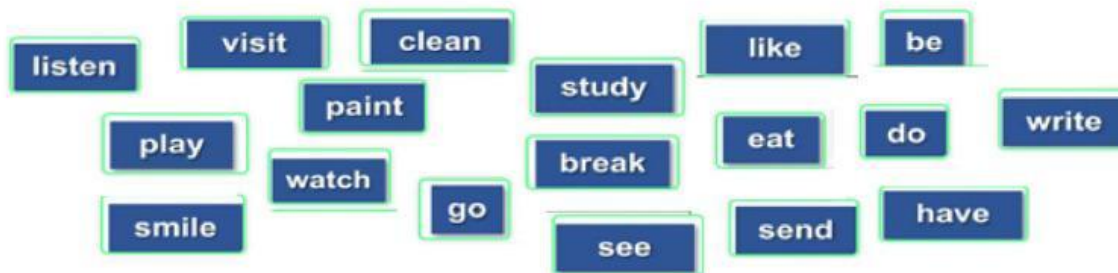 listen
visit
clean
like
be
study
paint
write
play
eat
do
break
watch
go
have
smile
see
send